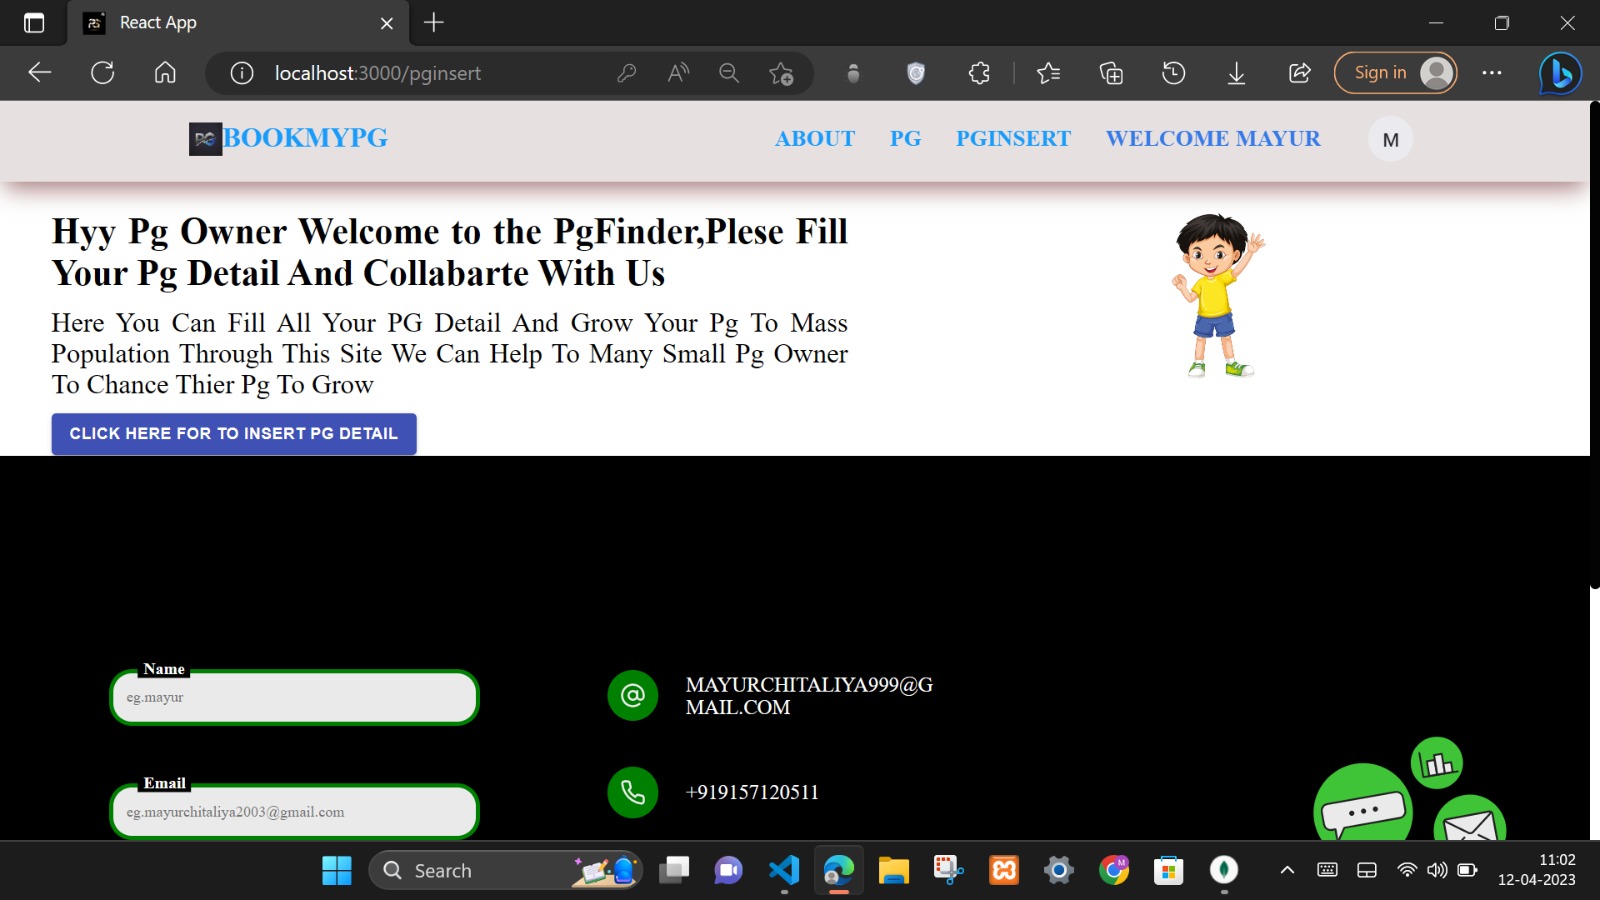 React App
localhost:3000/pginsert
Sign in
BOOKMYPG
ABOUT PG PGINSERT WELCOME MAYUR M
Hyy Pg Owner Welcome to the PgFinder,Plese Fill
Your Pg Detail And Collabarte With Us
Here You Can Fill All Your PG Detail And Grow Your Pg To Mass
Population Through This Site We Can Help To Many Small Pg Owner
To Chance Thier Pg To Grow
CLICK HERE FOR TO INSERT PG DETAIL
Name
eg.mayur
MAYURCHITALIYA999@G
MAIL.COM
Email
eg.mayurchitaliya2003@gmail.com
+919157120511
Search
11:02
12-04-2023